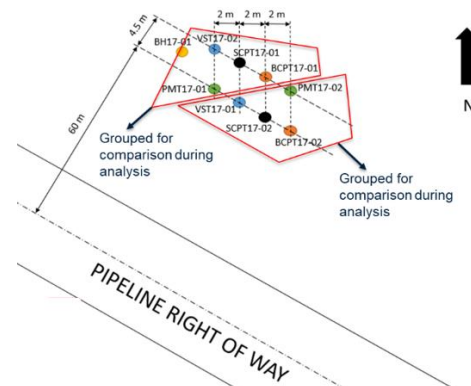 2 m
2 m
2 m
4.5 m
VST17-02
BH17-01
SCPT17-01
BCPT17-01
PMT17-01
PMT17-02
VST17-01
SCPT17-02
BCPT17-02
60 m
N
Grouped for
comparison during
analysis
Grouped for
comparison during
analysis
PIPELINE RIGHT OF WAY